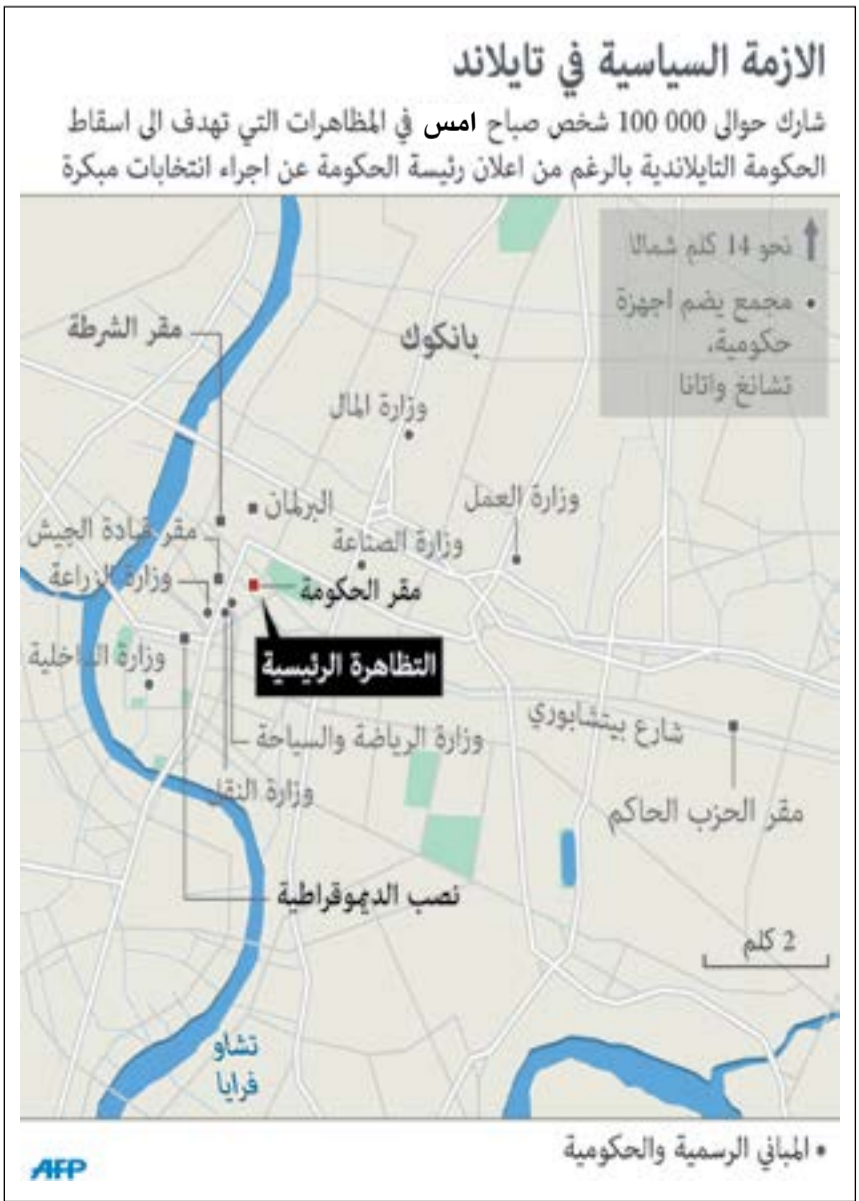 الازمة السياسية في تايلاند
شارك حوالى 000 100 شخص صباح امس في المظاهرات التي تهدف الى اسقاط
الحكومة التايلاندية بالرغم من اعلان رئيسة الحكومة عن اجراء انتخابات مبكرة
نحو 14 كلم شمالا
• مجمع يضم اجهزة
حكومية،
تشانغ واتانا
مقر الشرطة
بانكوك
وزارة المال
البرلمان
وزارة العمل
مقر قيادة الجيش
وزارة الصناعة
وزارة الزراعة
مقر الحكومة
التظاهرة الرئيسية
وزارة الداخلية
شارع بيتشابوري
وزارة الرياضة والسياحة
وزارة النقل
مقر الحزب الحاكم
نصب الديموقراطية
2 كلم
تشاو
فرايا
• المباني الرسمية والحكومية
AFP